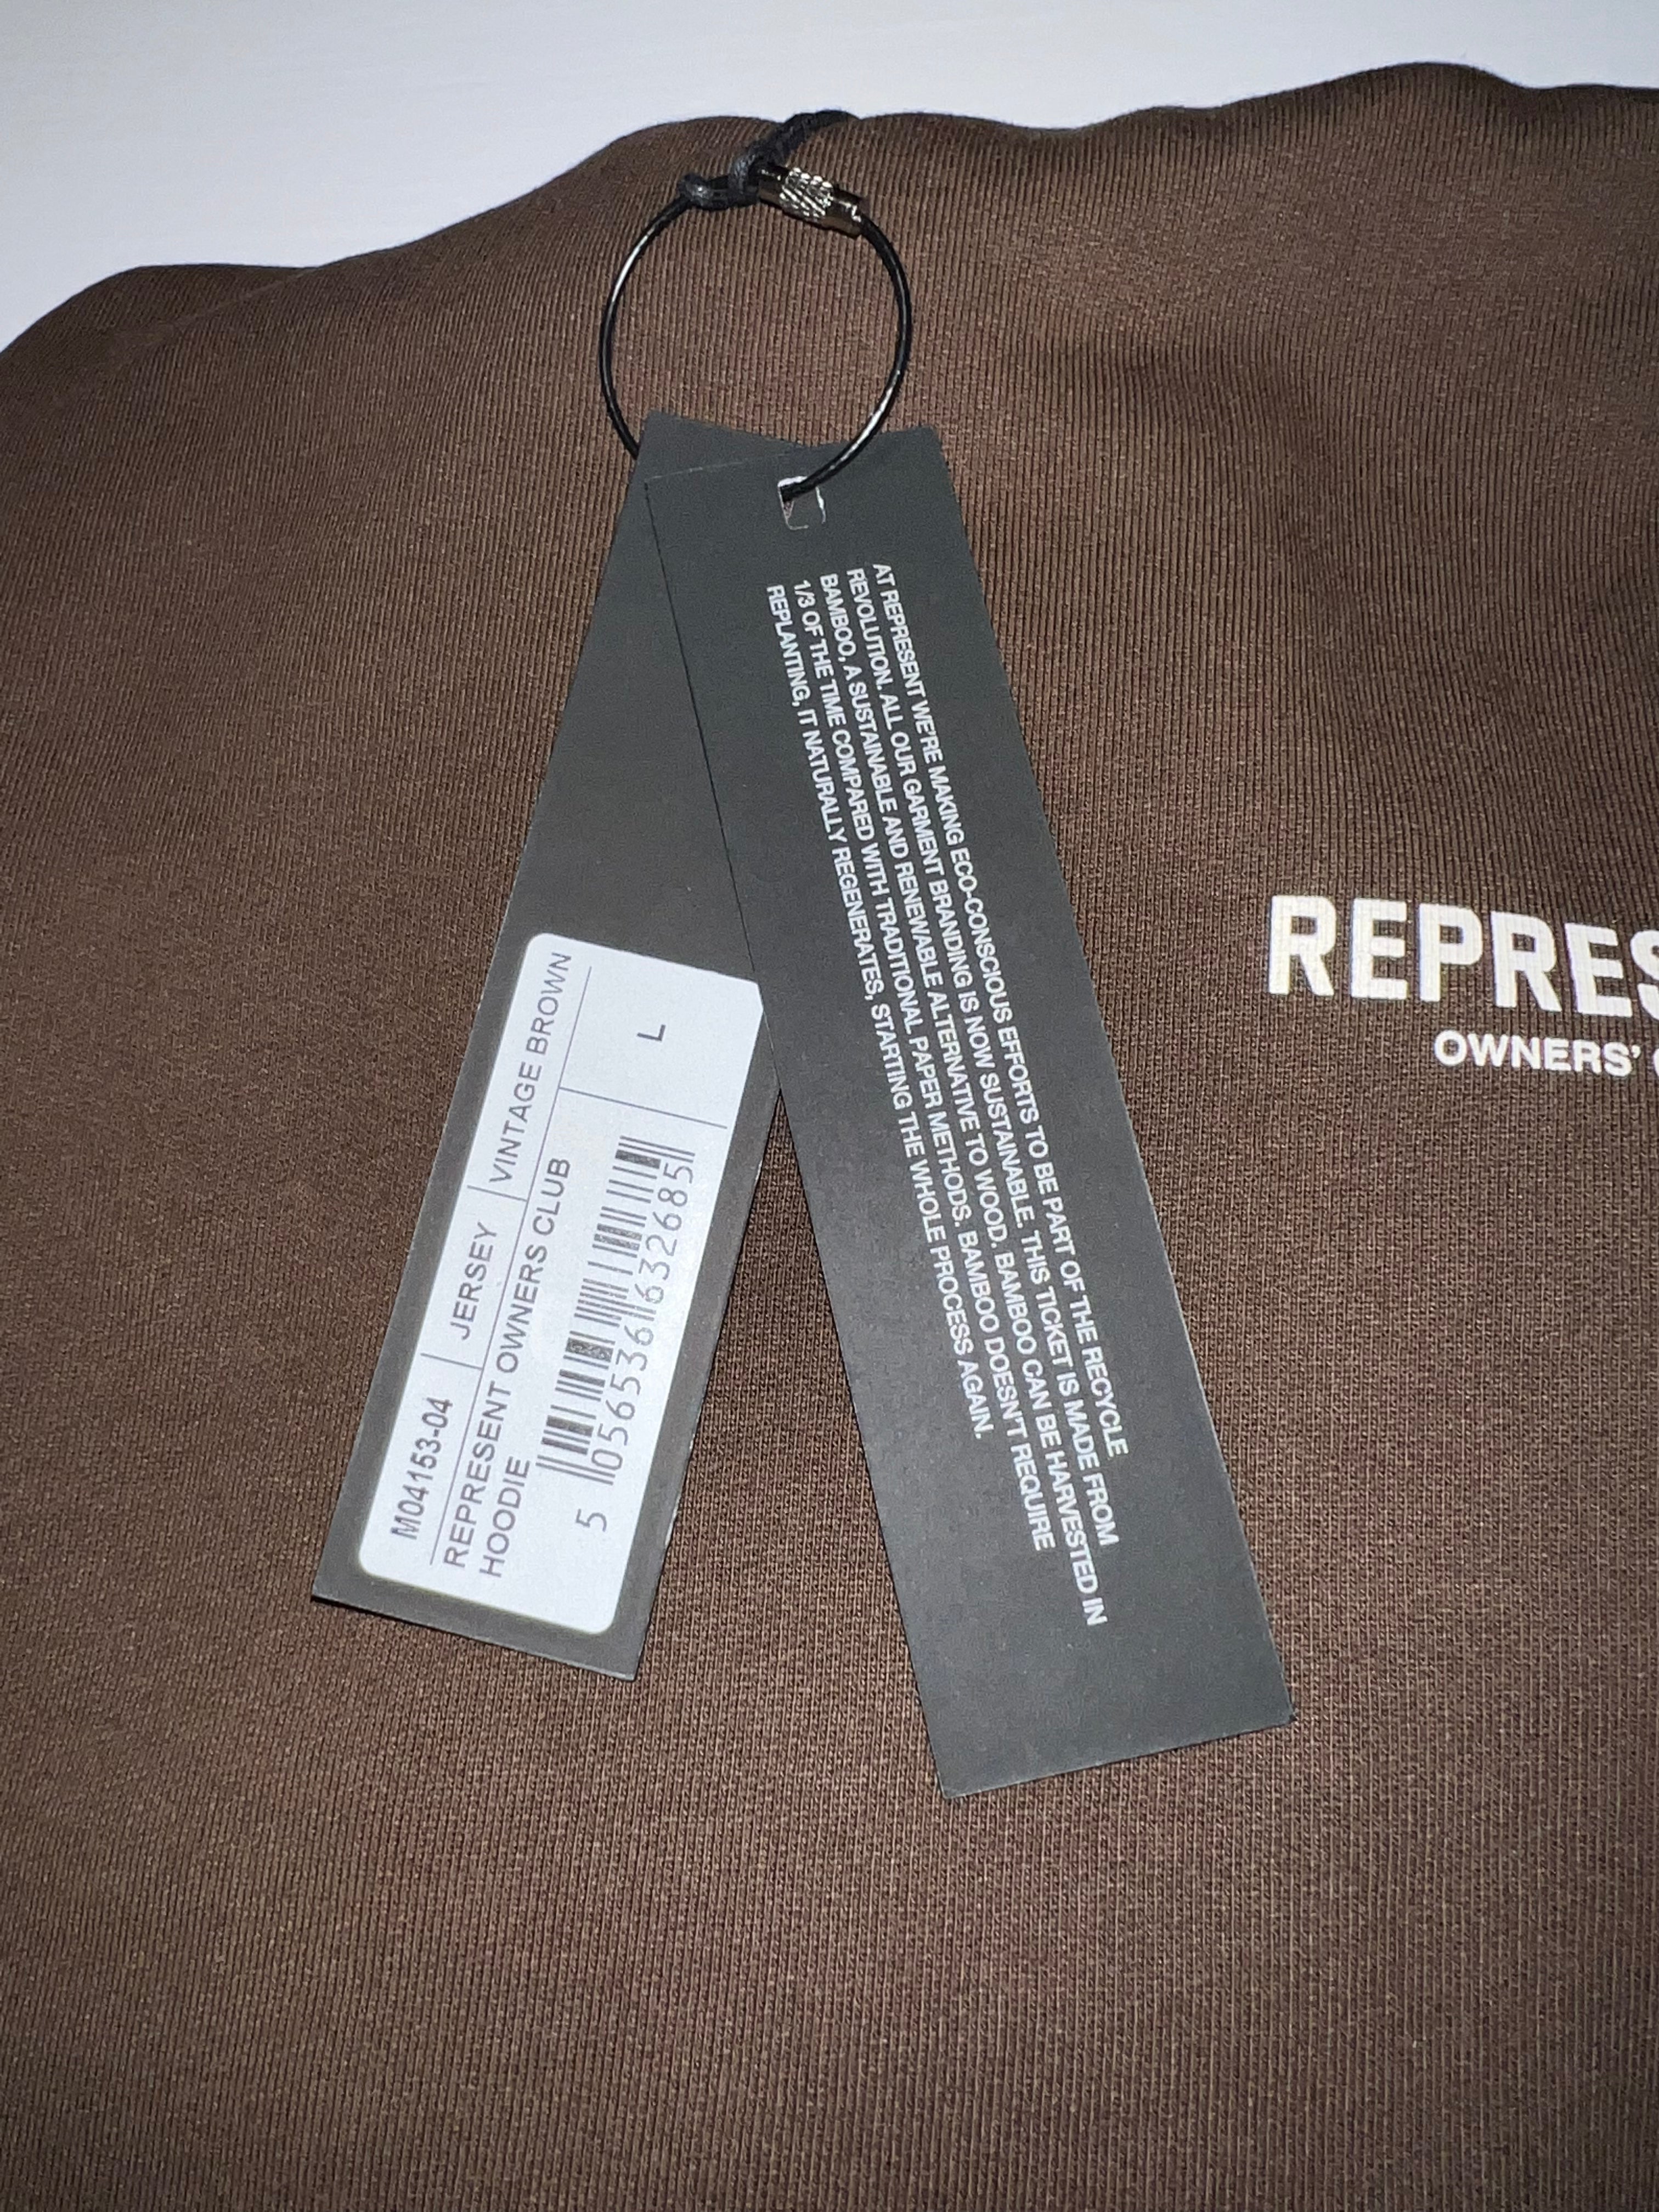 M04153-04 JERSEY VINTAGE BROWN
REPRESENT OWNERS CLUB
HOODIE
L
5 056536 632685
AT REPRESENT WE'RE MAKING ECO-CONSCIOUS EFFORTS TO BE PART OF THE RECYCLE
REVOLUTION. ALL OUR GARMENT BRANDING IS NOW SUSTAINABLE. THIS TICKET IS MADE FROM
BAMBOO, A SUSTAINABLE AND RENEWABLE ALTERNATIVE TO WOOD. BAMBOO CAN BE HARVESTED IN
1/3 OF THE TIME COMPARED WITH TRADITIONAL PAPER METHODS. BAMBOO DOESN'T REQUIRE
REPLANTING, IT NATURALLY REGENERATES, STARTING THE WHOLE PROCESS AGAIN.
REPRES
OWNERS'